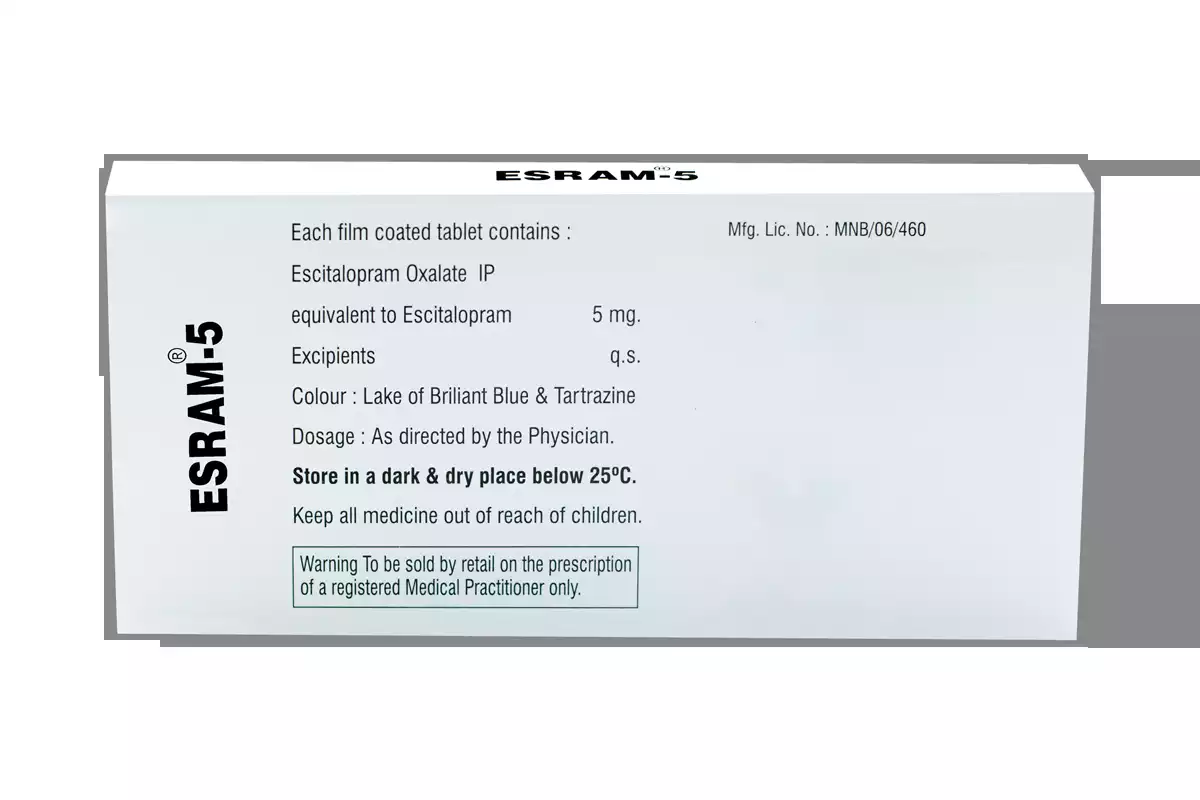 ESRAM®-5
ESRAM®-5
Each film coated tablet contains :
Escitalopram Oxalate IP
equivalent to Escitalopram 5 mg.
Excipients q.s.
Colour : Lake of Briliant Blue & Tartrazine
Dosage : As directed by the Physician.
Store in a dark & dry place below 25ºC.
Keep all medicine out of reach of children.
Warning To be sold by retail on the prescription
of a registered Medical Practitioner only.
Mfg. Lic. No. : MNB/06/460